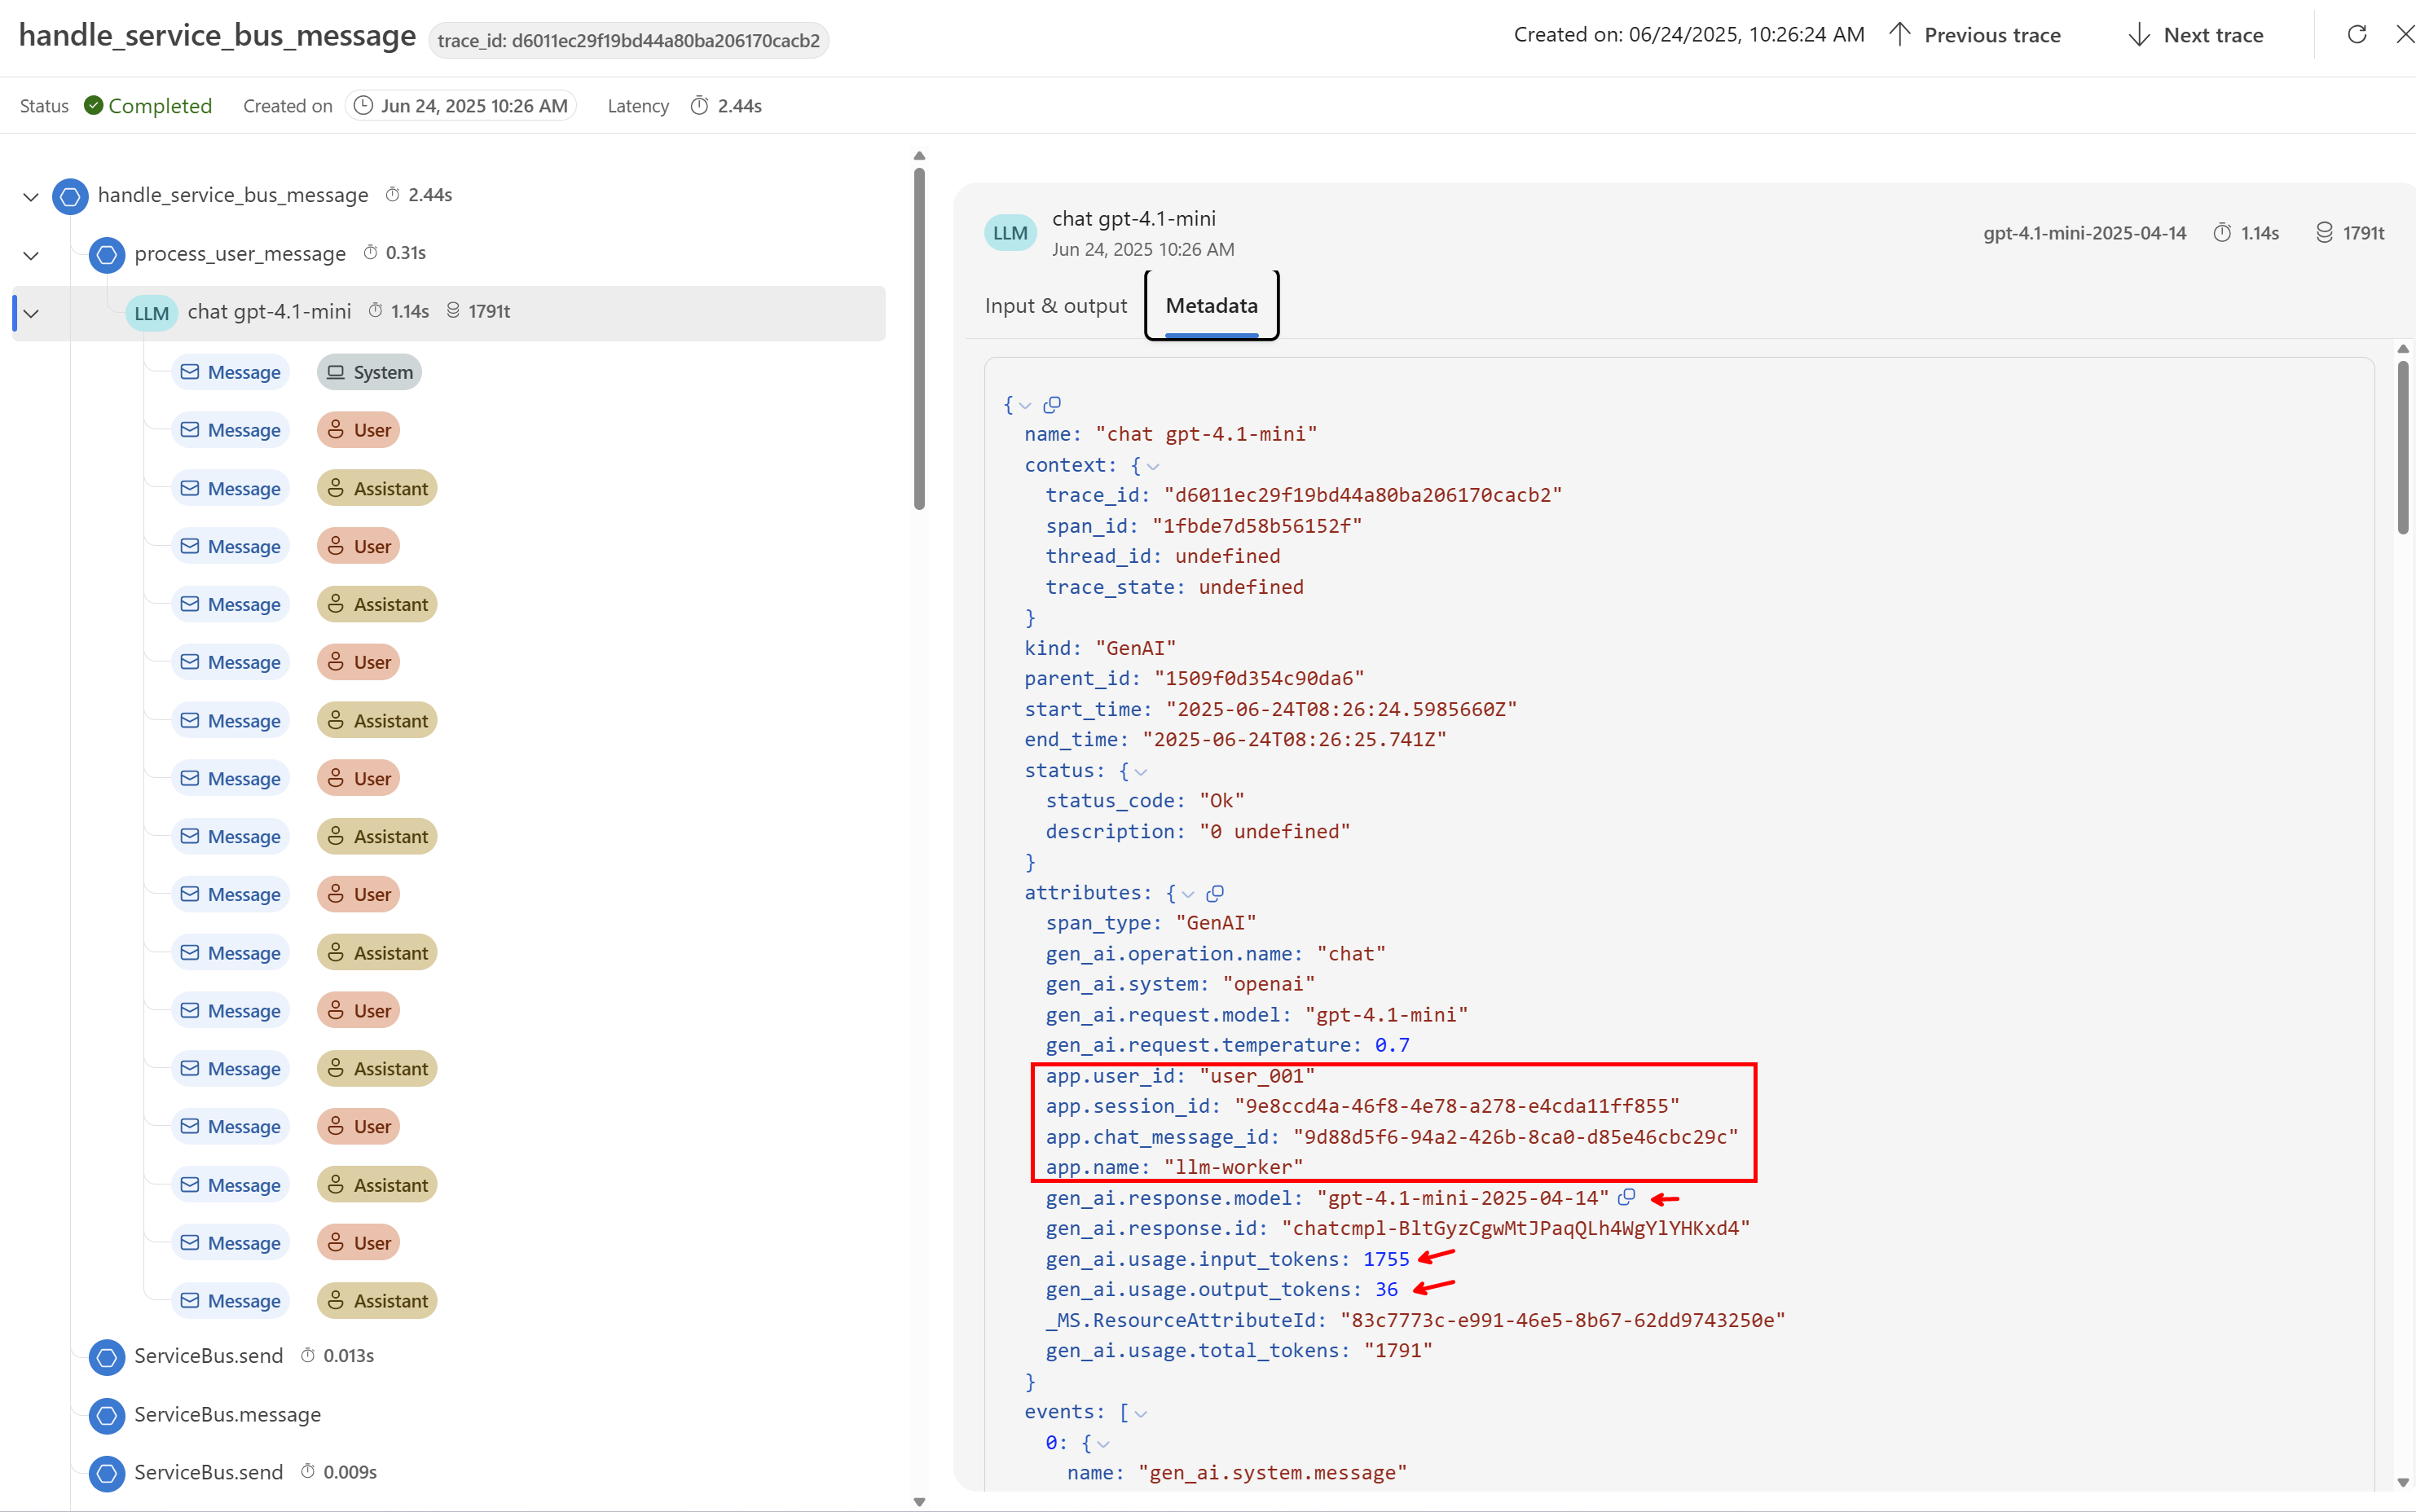 handle_service_bus_message trace_id: d6011ec29f19bd44a80ba206170cacb2 Created on: 06/24/2025, 10:26:24 AM Previous trace Next trace
Status Completed Created on Jun 24, 2025 10:26 AM Latency 2.44s
handle_service_bus_message 2.44s
process_user_message 0.31s
LLM chat gpt-4.1-mini 1.14s 1791t
Message System
Message User
Message Assistant
Message User
Message Assistant
Message User
Message Assistant
Message User
Message Assistant
Message User
Message Assistant
Message User
Message Assistant
Message User
Message Assistant
Message User
Message Assistant
ServiceBus.send 0.013s
ServiceBus.message
ServiceBus.send 0.009s
LLM chat gpt-4.1-mini
Jun 24, 2025 10:26 AM
gpt-4.1-mini-2025-04-14 1.14s 1791t
Input & output Metadata
{
name: "chat gpt-4.1-mini"
context: {
trace_id: "d6011ec29f19bd44a80ba206170cacb2"
span_id: "1fbde7d58b56152f"
thread_id: undefined
trace_state: undefined
}
kind: "GenAI"
parent_id: "1509f0d354c90da6"
start_time: "2025-06-24T08:26:24.5985660Z"
end_time: "2025-06-24T08:26:25.741Z"
status: {
status_code: "Ok"
description: "0 undefined"
}
attributes: {
span_type: "GenAI"
gen_ai.operation.name: "chat"
gen_ai.system: "openai"
gen_ai.request.model: "gpt-4.1-mini"
gen_ai.request.temperature: 0.7
app.user_id: "user_001"
app.session_id: "9e8ccd4a-46f8-4e78-a278-e4cda11ff855"
app.chat_message_id: "9d88d5f6-94a2-426b-8ca0-d85e46cbc29c"
app.name: "llm-worker"
gen_ai.response.model: "gpt-4.1-mini-2025-04-14"
gen_ai.response.id: "chatcmpl-BltGyzCgwMtJPaqQLh4WgYlYHKxd4"
gen_ai.usage.input_tokens: 1755
gen_ai.usage.output_tokens: 36
_MS.ResourceAttributeId: "83c7773c-e991-46e5-8b67-62dd9743250e"
gen_ai.usage.total_tokens: "1791"
}
events: [
0: {
name: "gen_ai.system.message"